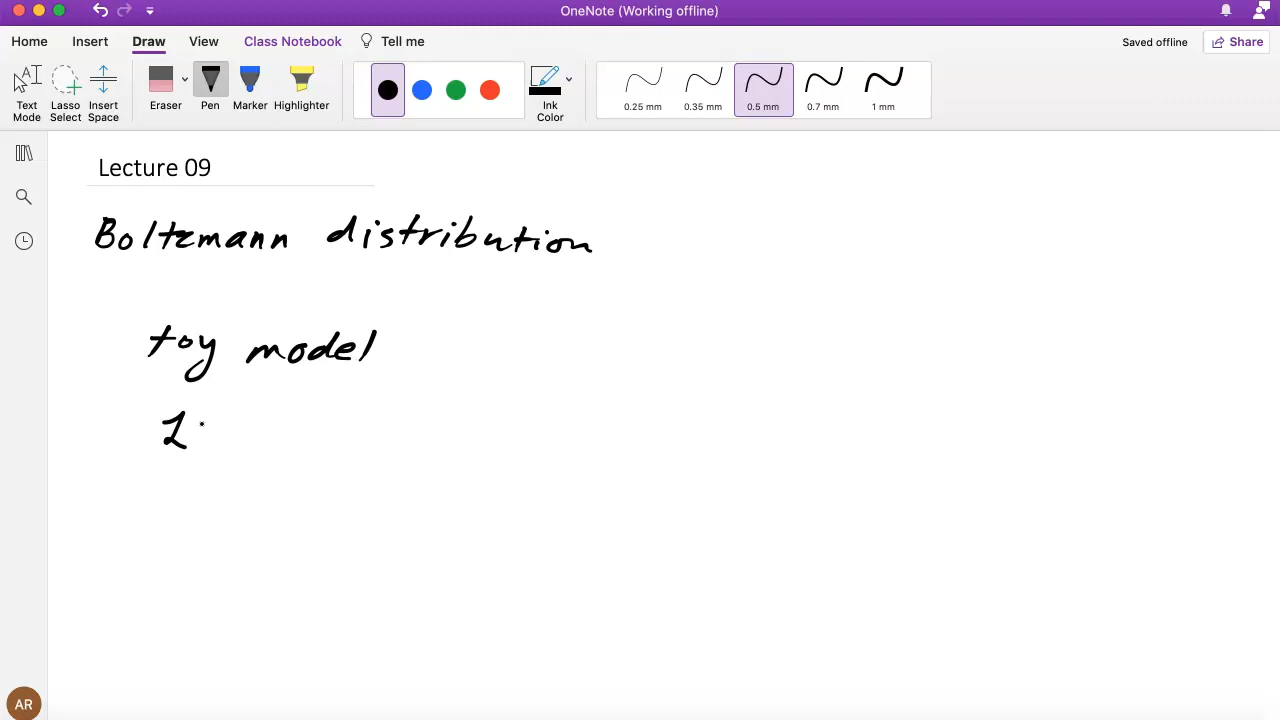 OneNote (Working offline)
Home Insert Draw View Class Notebook Tell me Saved offline Share
Text Mode Lasso Select Insert Space Eraser Pen Marker Highlighter Ink Color 0.25 mm 0.35 mm 0.5 mm 0.7 mm 1 mm
Lecture 09
Boltzmann distribution
toy model
AR